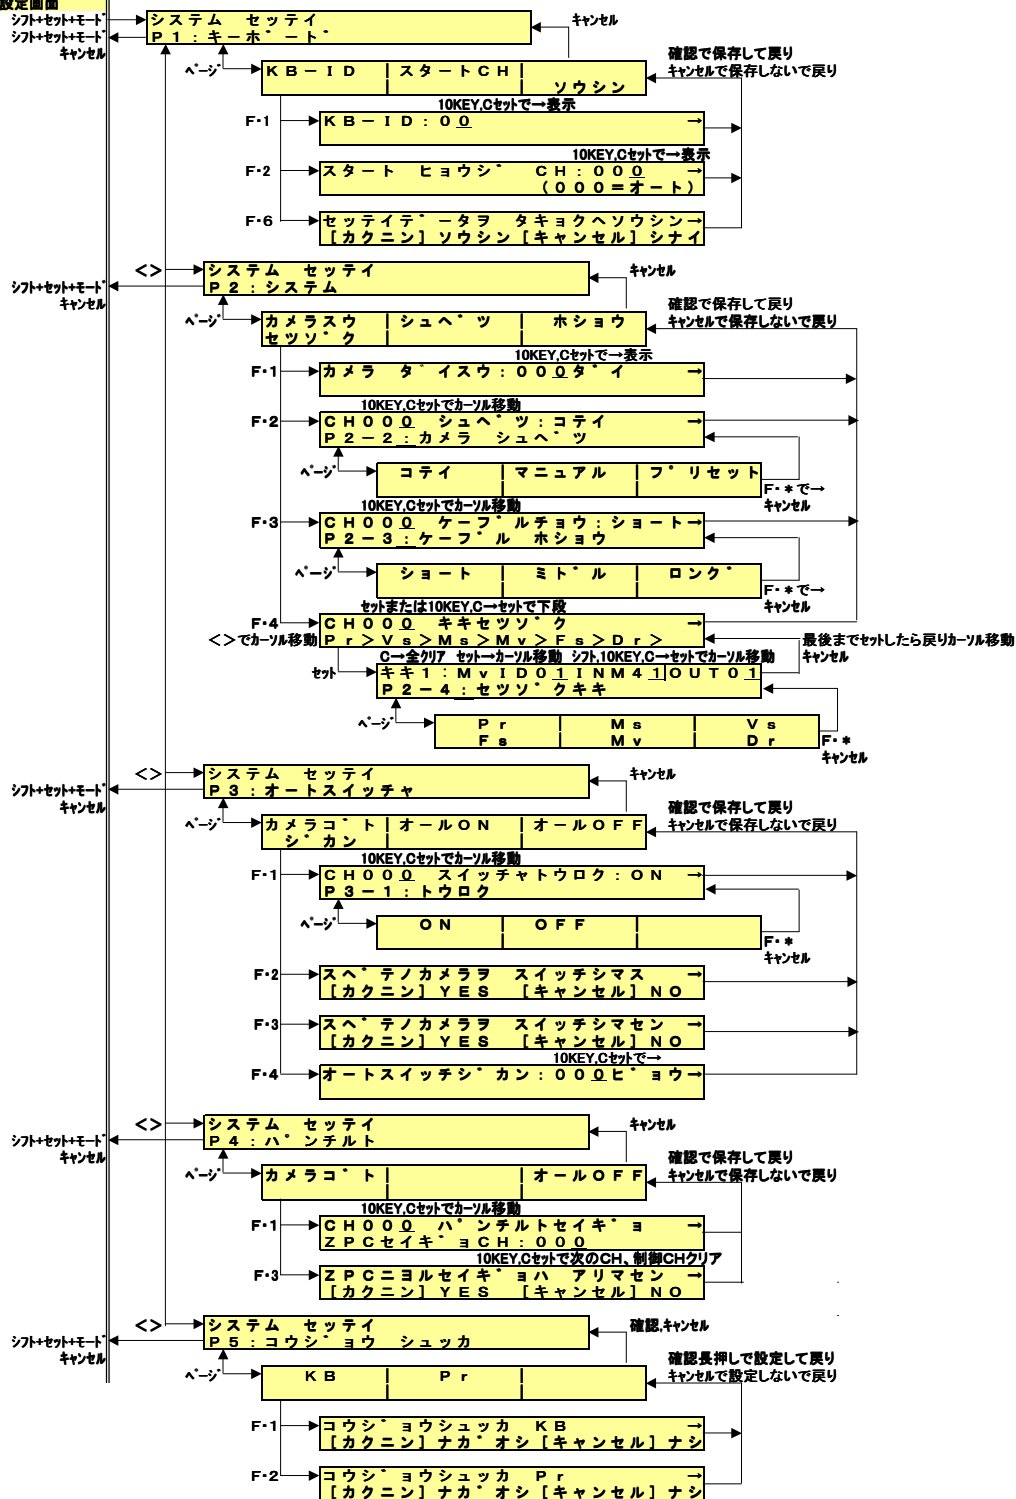 設定画面
ｼﾌﾄ+ｾｯﾄ+ﾓｰﾄﾞ
ｼﾌﾄ+ｾｯﾄ+ﾓｰﾄﾞ
ｷｬﾝｾﾙ
システム　セッテイ
P1：キーボード
ｷｬﾝｾﾙ
ﾍﾟｰｼﾞ
KB－ID　|スタートCH|
|　|　ソウシン
確認で保存して戻り
ｷｬﾝｾﾙで保存しないで戻り
10KEY,Cｾｯﾄで→表示
F・1
KB－ID：00　→
10KEY,Cｾｯﾄで→表示
F・2
スタート　ヒョウジ　CH：000　→
(000＝オート)
F・6
セッテイデータヲ　タキョクヘソウシン→
[カクニン]ソウシン[キャンセル]シナイ
<>
システム　セッテイ
P2：システム
ｷｬﾝｾﾙ
ｼﾌﾄ+ｾｯﾄ+ﾓｰﾄﾞ
ｷｬﾝｾﾙ
確認で保存して戻り
ｷｬﾝｾﾙで保存しないで戻り
ﾍﾟｰｼﾞ
カメラスウ　|シュベツ　|　ホショウ
セツゾク　|　|
10KEY,Cｾｯﾄで→表示
F・1
カメラ　ダイスウ：000ダイ　→
10KEY,Cｾｯﾄでｶｰｿﾙ移動
F・2
CH000　シュベツ：コテイ　→
P2－2：カメラ　シュベツ
ﾍﾟｰｼﾞ
コテイ　|マニュアル　|プリセット
F・*で→
ｷｬﾝｾﾙ
10KEY,Cｾｯﾄでｶｰｿﾙ移動
F・3
CH000　ケーブルチョウ：ショート→
P2－3：ケーブル　ホショウ
ﾍﾟｰｼﾞ
ショート　|　ミドル　|　ロング
F・*で→
ｷｬﾝｾﾙ
ｾｯﾄまたは10KEY,C→ｾｯﾄで下段
F・4
CH000　キキセツゾク　→
<>でｶｰｿﾙ移動
Pr＞Vs＞Ms＞Mv＞Fs＞Dr＞
最後までｾｯﾄしたら戻りｶｰｿﾙ移動
ｷｬﾝｾﾙ
C→全ｸﾘｱ　ｾｯﾄ→ｶｰｿﾙ移動　ｼﾌﾄ,10KEY,C→ｾｯﾄでｶｰｿﾙ移動
ｾｯﾄ
キキ1：MvID01INM41OUT01
P2－4：セツゾクキキ
ﾍﾟｰｼﾞ
Pr　|　Ms　|　Vs
Fs　|　Mv　|　Dr
F・*
ｷｬﾝｾﾙ
<>
システム　セッテイ
P3：オートスイッチャ
ｷｬﾝｾﾙ
ｼﾌﾄ+ｾｯﾄ+ﾓｰﾄﾞ
ｷｬﾝｾﾙ
確認で保存して戻り
ｷｬﾝｾﾙで保存しないで戻り
ﾍﾟｰｼﾞ
カメラゴト|オールON　|オールOFF
ジカン　|　|
10KEY,Cｾｯﾄでｶｰｿﾙ移動
F・1
CH000　スイッチャトウロク：ON　→
P3－1：トウロク
ﾍﾟｰｼﾞ
ON　|　OFF　|
F・*
ｷｬﾝｾﾙ
F・2
スベテノカメラヲ　スイッチシマス　→
[カクニン]YES　[キャンセル]NO
F・3
スベテノカメラヲ　スイッチシマセン　→
[カクニン]YES　[キャンセル]NO
10KEY,Cｾｯﾄで→
F・4
オートスイッチジカン：000ビョウ→
<>
システム　セッテイ
P4：パンチルト
ｷｬﾝｾﾙ
ｼﾌﾄ+ｾｯﾄ+ﾓｰﾄﾞ
ｷｬﾝｾﾙ
確認で保存して戻り
ｷｬﾝｾﾙで保存しないで戻り
ﾍﾟｰｼﾞ
カメラゴト|　|オールOFF
10KEY,Cｾｯﾄでｶｰｿﾙ移動
F・1
CH000　パンチルトセイギョ　→
ZPCセイギョCH：000
10KEY,Cｾｯﾄで次のCH、制御CHｸﾘｱ
F・3
ZPCニヨルセイギョハ　アリマセン　→
[カクニン]YES　[キャンセル]NO
<>
システム　セッテイ
P5：コウジョウ　シュッカ
確認,ｷｬﾝｾﾙ
ｼﾌﾄ+ｾｯﾄ+ﾓｰﾄﾞ
ｷｬﾝｾﾙ
確認長押しで設定して戻り
ｷｬﾝｾﾙで設定しないで戻り
ﾍﾟｰｼﾞ
KB　|　Pr　|
F・1
コウジョウシュッカ　KB　→
[カクニン]ナガオシ[キャンセル]ナシ
F・2
コウジョウシュッカ　Pr　→
[カクニン]ナガオシ[キャンセル]ナシ